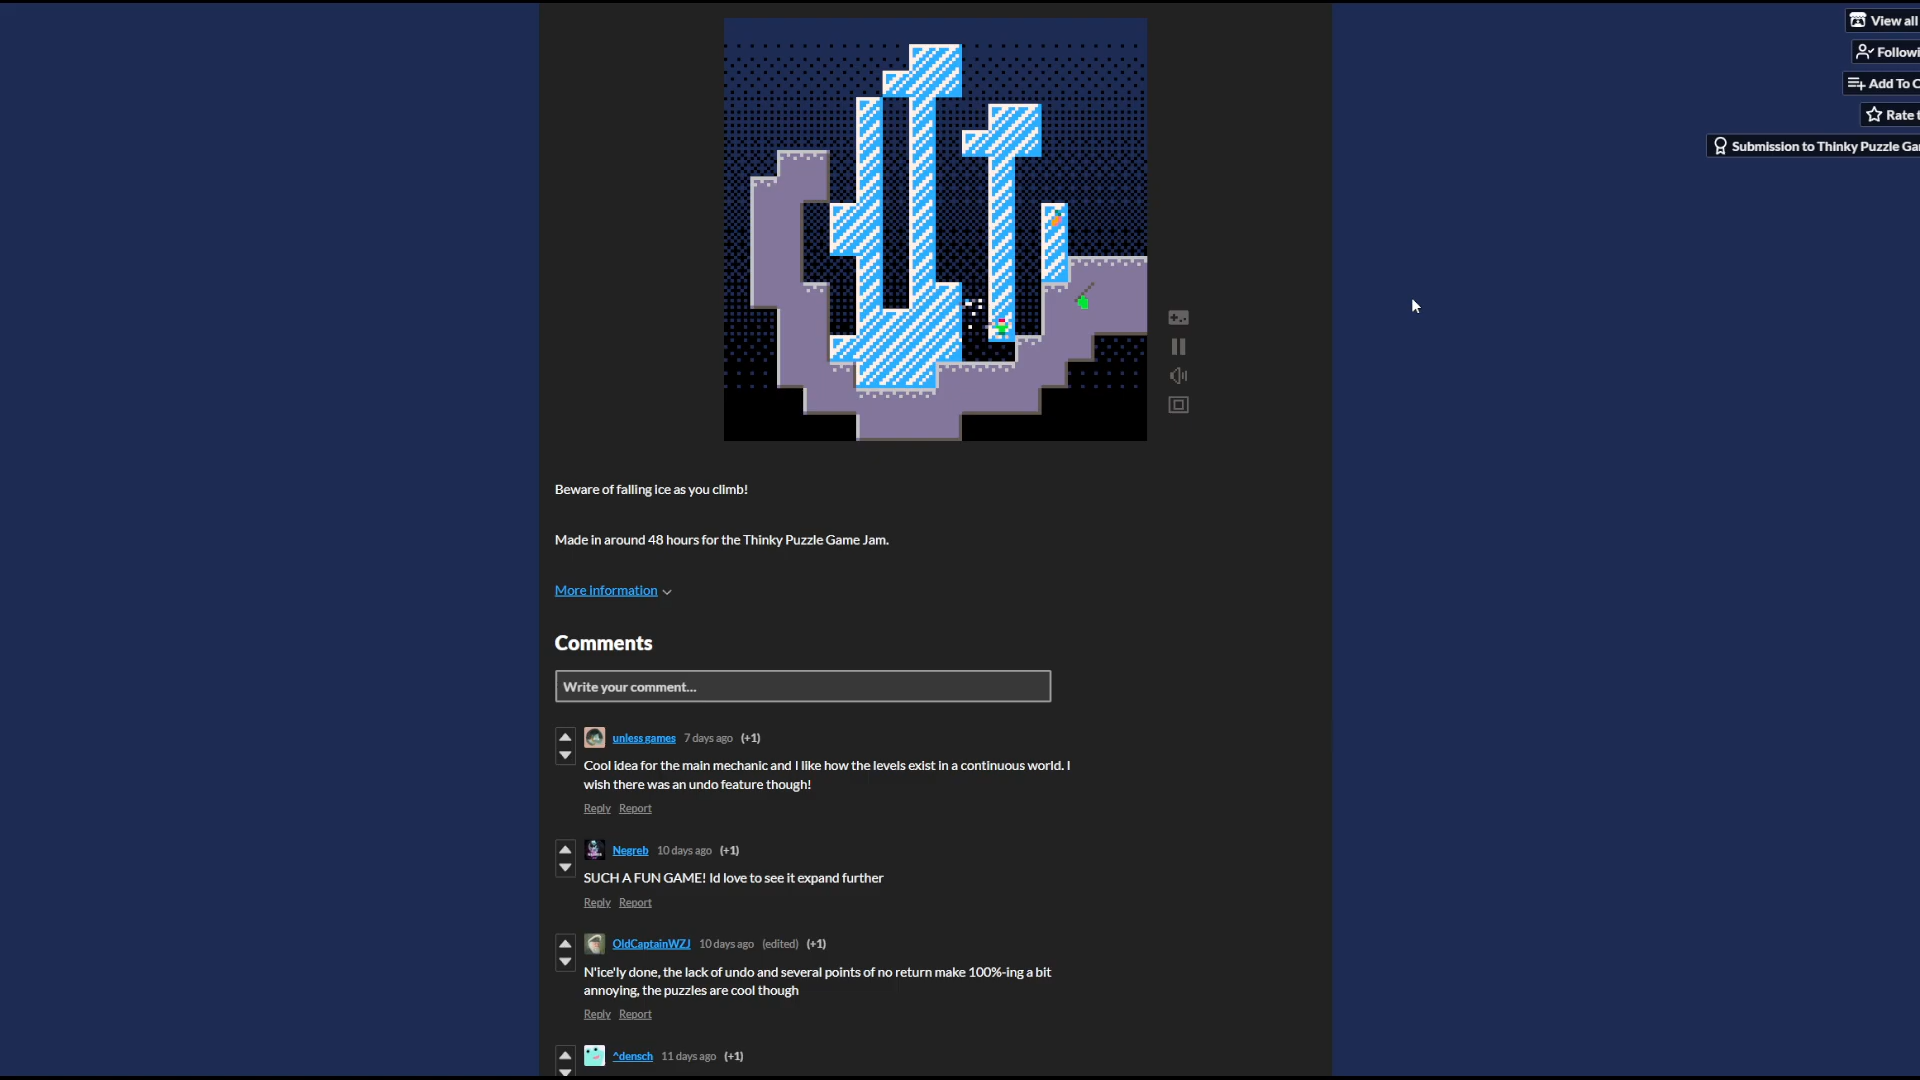 View all
Followi
Add To C
Rate t
Submission to Thinky Puzzle Ga
Beware of falling ice as you climb!
Made in around 48 hours for the Thinky Puzzle Game Jam.
More information
Comments
Write your comment...
unless games 7 days ago (+1)
Cool idea for the main mechanic and I like how the levels exist in a continuous world. I
wish there was an undo feature though!
Reply Report
Negreb 10 days ago (+1)
SUCH A FUN GAME! Id love to see it expand further
Reply Report
OldCaptainWZJ 10 days ago (edited) (+1)
N'ice'ly done, the lack of undo and several points of no return make 100%-ing a bit
annoying, the puzzles are cool though
Reply Report
^densch 11 days ago (+1)